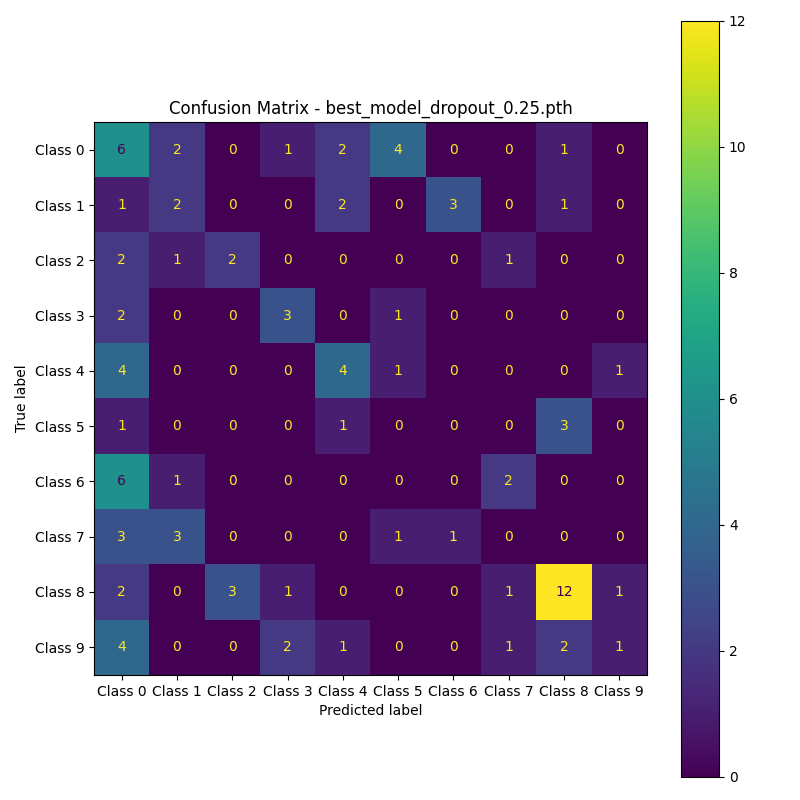 Confusion Matrix - best_model_dropout_0.25.pth
Class 0 6 2 0 1 2 4 0 0 1 0
Class 1 1 2 0 0 2 0 3 0 1 0
Class 2 2 1 2 0 0 0 0 1 0 0
Class 3 2 0 0 3 0 1 0 0 0 0
Class 4 4 0 0 0 4 1 0 0 0 1
Class 5 1 0 0 0 1 0 0 0 3 0
Class 6 6 1 0 0 0 0 0 2 0 0
Class 7 3 3 0 0 0 1 1 0 0 0
Class 8 2 0 3 1 0 0 0 1 12 1
Class 9 4 0 0 2 1 0 0 1 2 1
Class 0 Class 1 Class 2 Class 3 Class 4 Class 5 Class 6 Class 7 Class 8 Class 9
Predicted label
True label
12
10
8
6
4
2
0